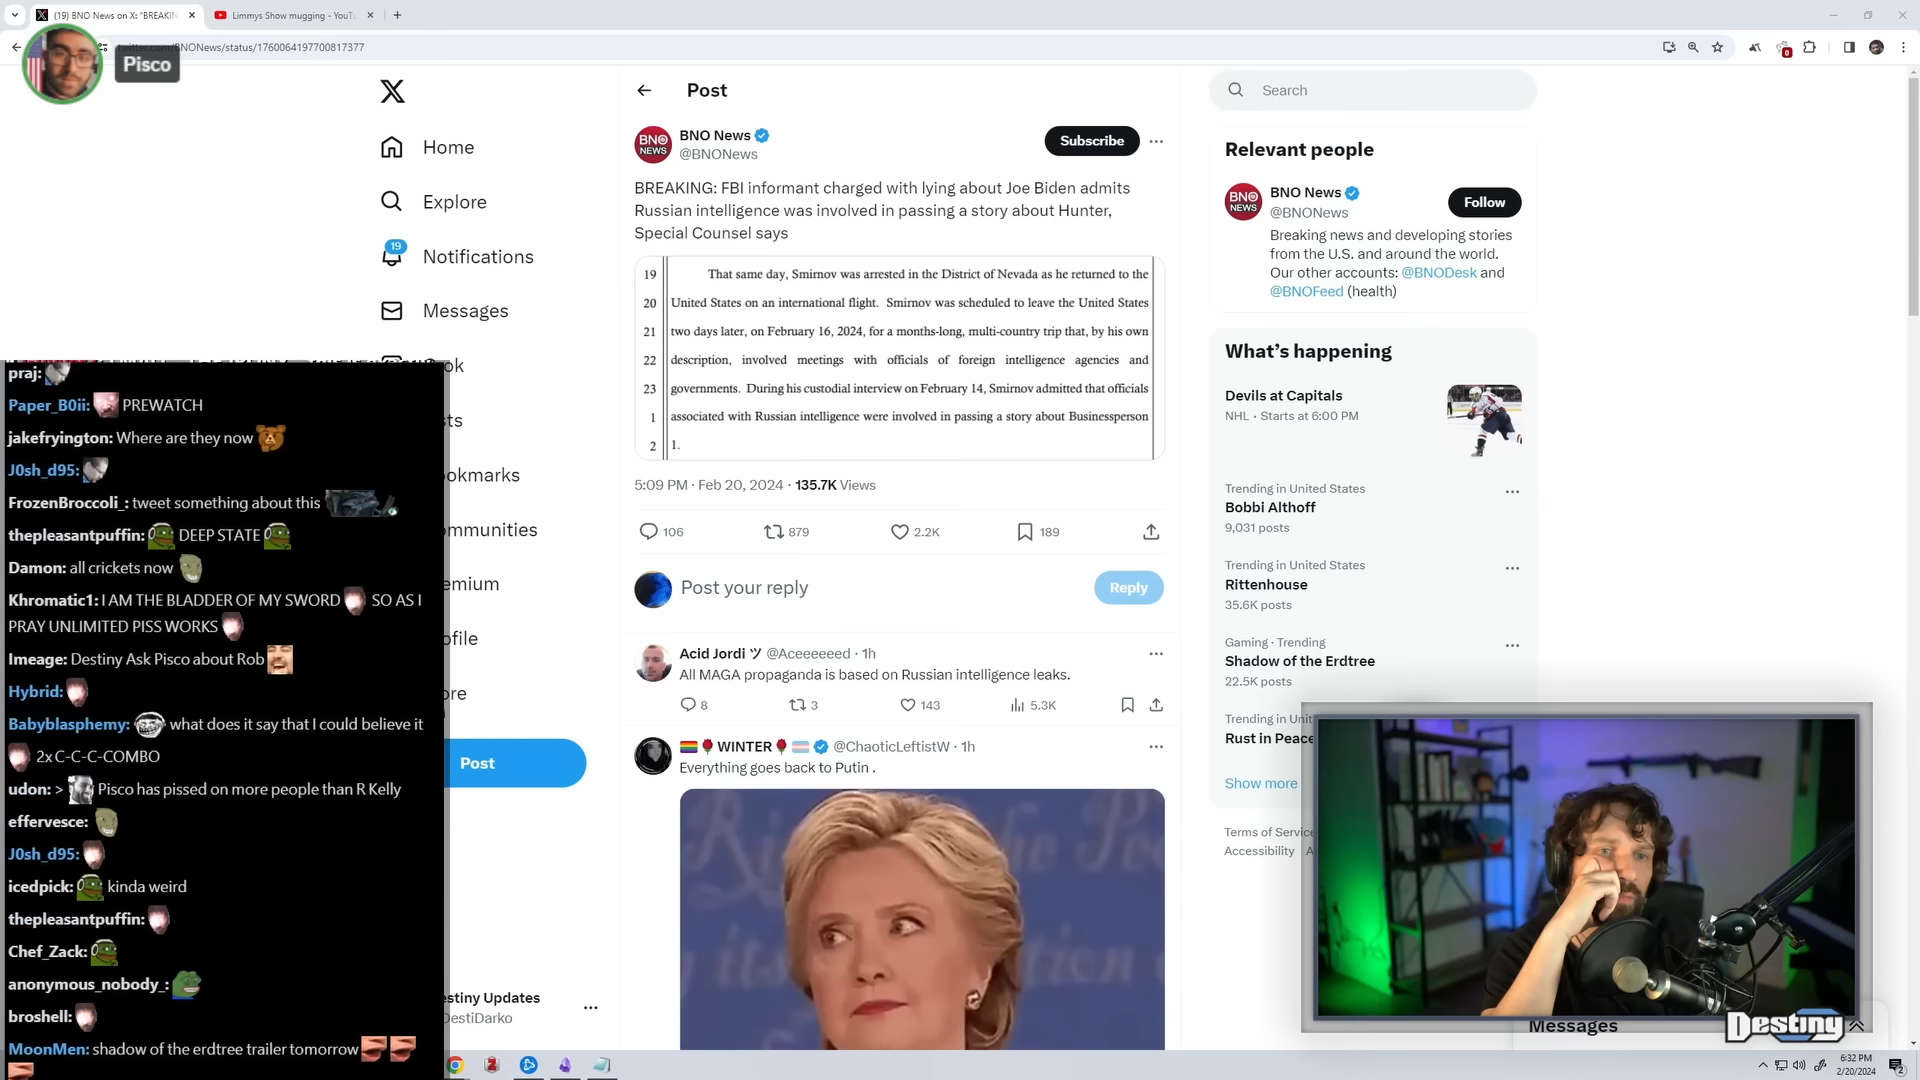 (19) BNO News on X: "BREAKIN
Limmys Show mugging - YouT
twitter.com/BNONews/status/1760064197700817377
Pisco
Post
Search
Home
Explore
19
Notifications
Messages
BNO
NEWS
BNO News
@BNONews
Subscribe
BREAKING: FBI informant charged with lying about Joe Biden admits
Russian intelligence was involved in passing a story about Hunter,
Special Counsel says
19 That same day, Smirnov was arrested in the District of Nevada as he returned to the
20 United States on an international flight. Smirnov was scheduled to leave the United States
21 two days later, on February 16, 2024, for a months-long, multi-country trip that, by his own
22 description, involved meetings with officials of foreign intelligence agencies and
23 governments. During his custodial interview on February 14, Smirnov admitted that officials
1 associated with Russian intelligence were involved in passing a story about Businessperson
2 1.
5:09 PM · Feb 20, 2024 · 135.7K Views
106
879
2.2K
189
Post your reply
Reply
Acid Jordi ツ @Aceeeeeed · 1h
All MAGA propaganda is based on Russian intelligence leaks.
8
3
143
5.3K
WINTER @ChaoticLeftistW · 1h
Everything goes back to Putin .
Relevant people
BNO
NEWS
BNO News
@BNONews
Follow
Breaking news and developing stories
from the U.S. and around the world.
Our other accounts: @BNODesk and
@BNOFeed (health)
What's happening
Devils at Capitals
NHL · Starts at 6:00 PM
Trending in United States
Bobbi Althoff
9,031 posts
Trending in United States
Rittenhouse
35.6K posts
Gaming · Trending
Shadow of the Erdtree
22.5K posts
Trending in Unit
Rust in Peace
Show more
Terms of Service
Accessibility
Messages
Destiny
praj:
Paper_B0ii: PREWATCH
jakefryington: Where are they now
J0sh_d95:
FrozenBroccoli_: tweet something about this
thepleasantpuffin: DEEP STATE
Damon: all crickets now
Khromatic1: I AM THE BLADDER OF MY SWORD SO AS I
PRAY UNLIMITED PISS WORKS
Imeage: Destiny Ask Pisco about Rob
Hybrid:
Babyblasphemy: what does it say that I could believe it
2x C-C-C-COMBO
udon: > Pisco has pissed on more people than R Kelly
effervesce:
J0sh_d95:
icedpick: kinda weird
thepleasantpuffin:
Chef_Zack:
anonymous_nobody_:
broshell:
MoonMen: shadow of the erdtree trailer tomorrow
ok
sts
ookmarks
ommunities
emium
ofile
ore
Post
estiny Updates
DestiDarko
6:32 PM
2/20/2024